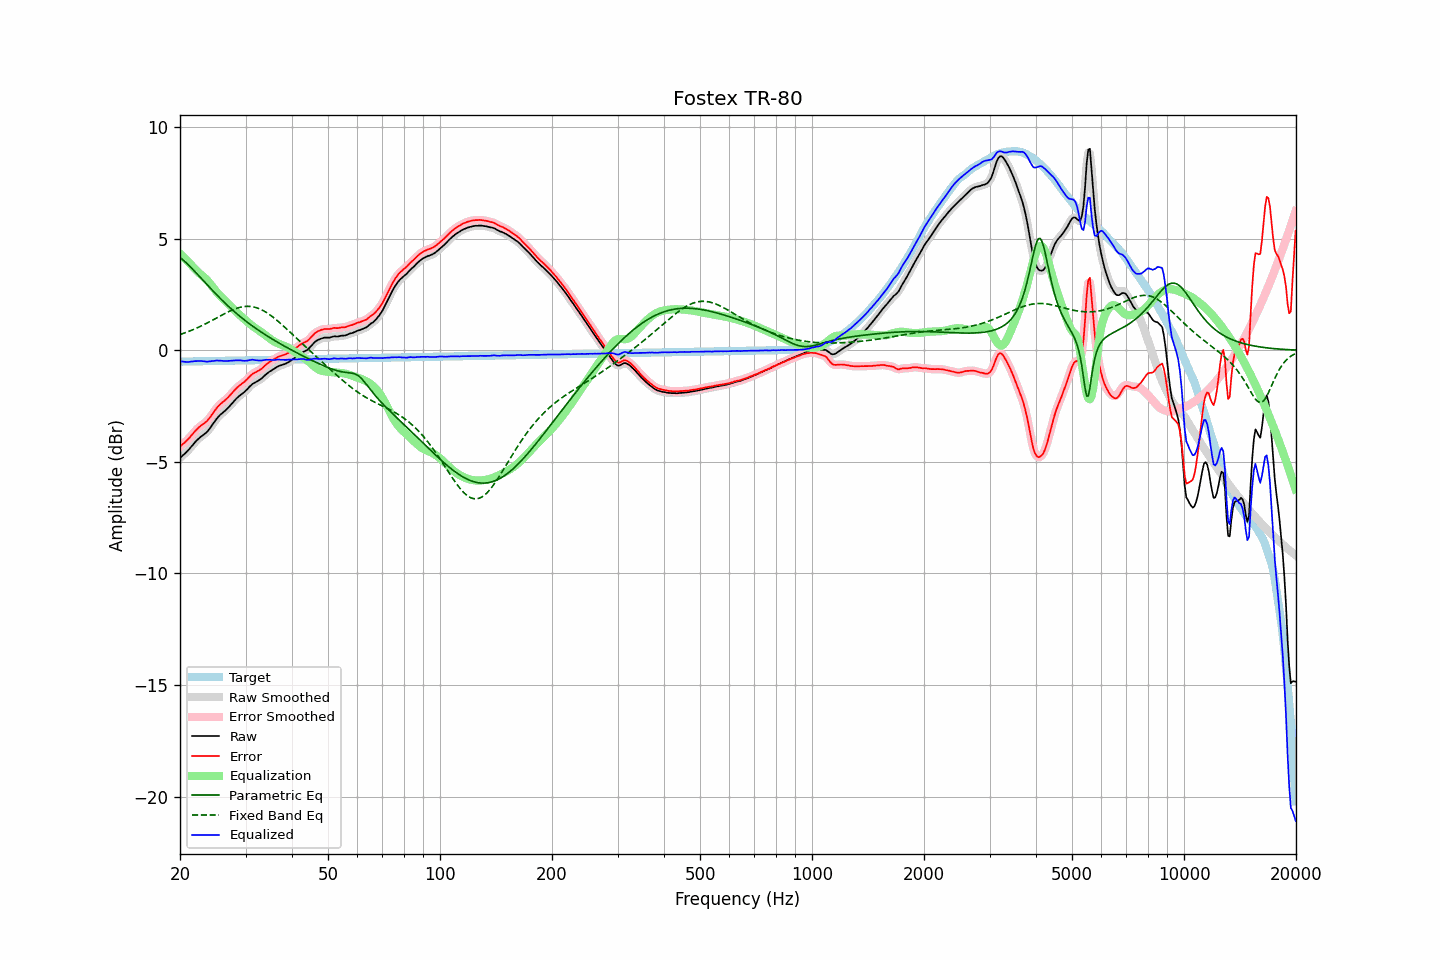 Fostex TR-80
10
5
0
−5
−10
−15
−20
Amplitude (dBr)
Target
Raw Smoothed
Error Smoothed
Raw
Error
Equalization
Parametric Eq
Fixed Band Eq
Equalized
20 50 100 200 500 1000 2000 5000 10000 20000
Frequency (Hz)